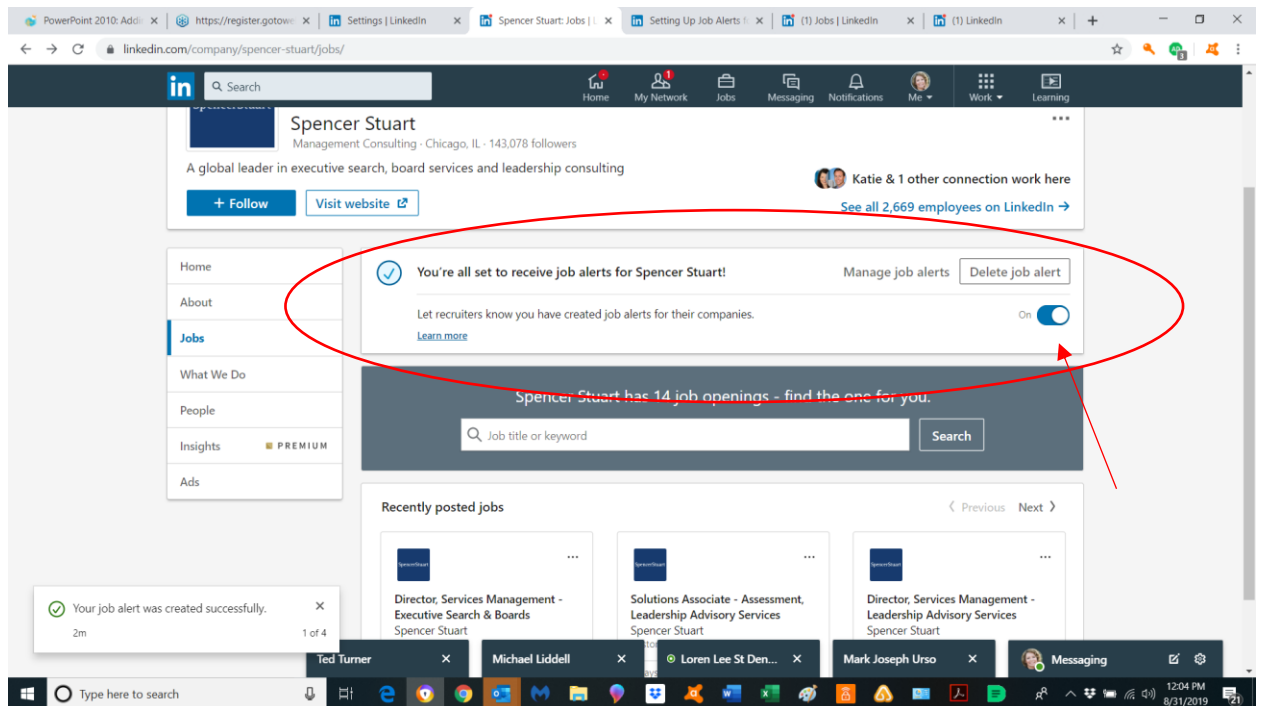 PowerPoint 2010: Addi
https://register.gotowe
Settings | LinkedIn
Spencer Stuart: Jobs | L
Setting Up Job Alerts f
(1) Jobs | LinkedIn
(1) LinkedIn
linkedin.com/company/spencer-stuart/jobs/
in
Search
Home
My Network
1
Jobs
Messaging
Notifications
Me
Work
Learning
Spencer Stuart
Management Consulting · Chicago, IL · 143,078 followers
A global leader in executive search, board services and leadership consulting
Katie & 1 other connection work here
+ Follow
Visit website
See all 2,669 employees on LinkedIn →
Home
About
Jobs
What We Do
People
Insights PREMIUM
Ads
You're all set to receive job alerts for Spencer Stuart!
Manage job alerts
Delete job alert
Let recruiters know you have created job alerts for their companies.
On
Learn more
Spencer Stuart has 14 job openings - find the one for you.
Job title or keyword
Search
Recently posted jobs
Previous
Next
SpencerStuart
Director, Services Management -
Executive Search & Boards
Spencer Stuart
SpencerStuart
Solutions Associate - Assessment,
Leadership Advisory Services
Spencer Stuart
SpencerStuart
Director, Services Management -
Leadership Advisory Services
Spencer Stuart
Your job alert was created successfully.
2m
1 of 4
Ted Turner
Michael Liddell
Loren Lee St Den...
Mark Joseph Urso
Messaging
Type here to search
12:04 PM
8/31/2019
21